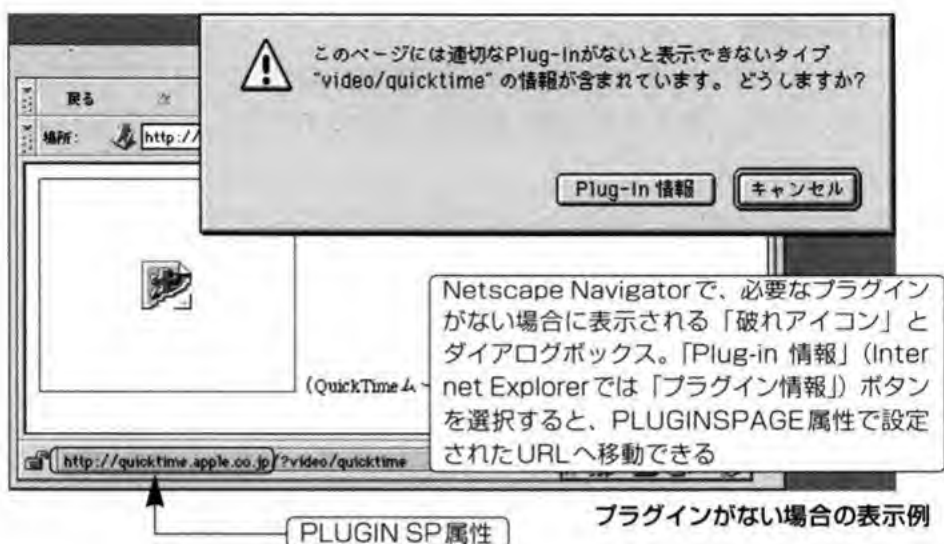 このページには適切なPlug-Inがないと表示できないタイプ
"video/quicktime" の情報が含まれています。 どうしますか?
Plug-In 情報
キャンセル
戻る
場所:
http://
(QuickTimeム
Netscape Navigatorで、必要なプラグイン
がない場合に表示される「破れアイコン」と
ダイアログボックス。「Plug-in 情報」(Inter
net Explorerでは「プラグイン情報」)ボタン
を選択すると、PLUGINSPAGE属性で設定
されたURLへ移動できる
http://quicktime.apple.co.jp/?video/quicktime
PLUGIN SP属性
プラグインがない場合の表示例